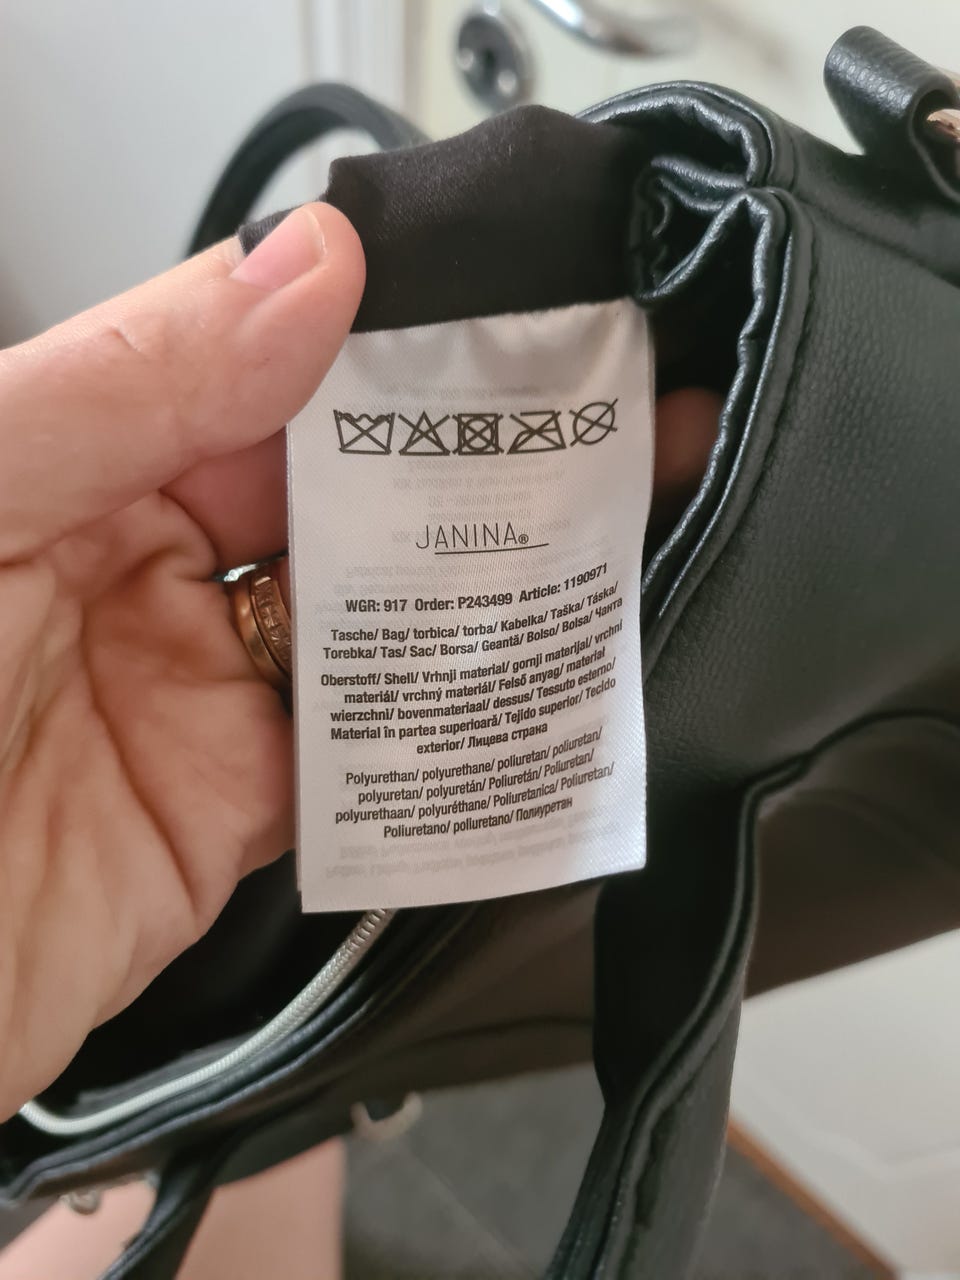 JANINA®
WGR: 917 Order: P243499 Article: 1190971
Tasche/ Bag/ torbica/ torba/ Kabelka/ Taška/ Táska/
Torebka/ Tas/ Sac/ Borsa/ Geantă/ Bolso/ Bolsa/ Чанта
Oberstoff/ Shell/ Vrhnji material/ gornji materijal/ vrchní
materiál/ vrchný materiál/ Felső anyag/ materiał
wierzchni/ bovenmateriaal/ dessus/ Tessuto esterno/
Material în partea superioară/ Tejido superior/ Tecido
exterior/ Лицева страна
Polyurethan/ polyurethane/ poliuretan/ poliuretan/
polyuretan/ polyuretán/ Poliuretán/ Poliuretan/
polyurethaan/ polyuréthane/ Poliuretanica/ Poliuretan/
Poliuretano/ poliuretano/ Полиуретан